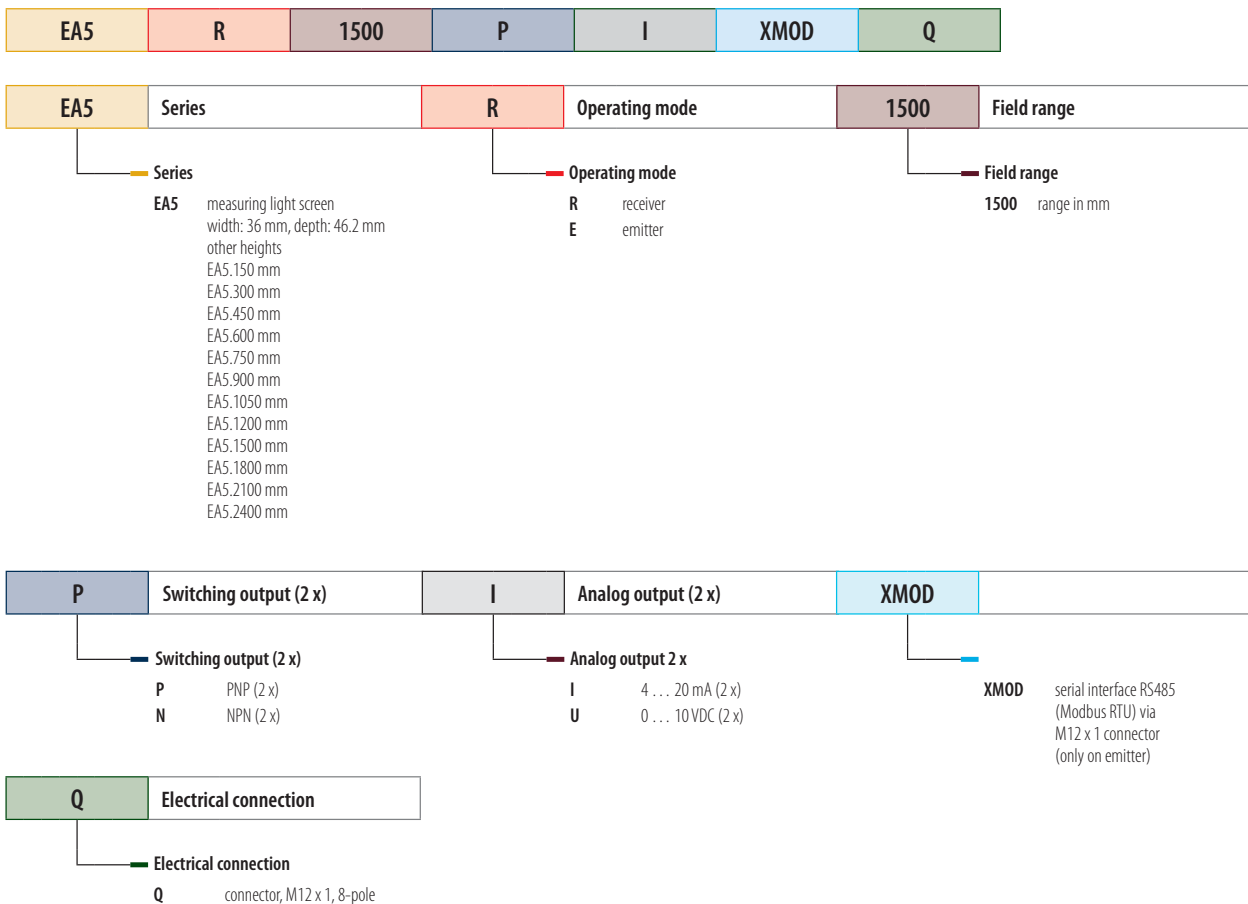 EA5 R 1500 P I XMOD Q
EA5 Series R Operating mode 1500 Field range
Series
EA5 measuring light screen
width: 36 mm, depth: 46.2 mm
other heights
EA5.150 mm
EA5.300 mm
EA5.450 mm
EA5.600 mm
EA5.750 mm
EA5.900 mm
EA5.1050 mm
EA5.1200 mm
EA5.1500 mm
EA5.1800 mm
EA5.2100 mm
EA5.2400 mm
Operating mode
R receiver
E emitter
Field range
1500 range in mm
P Switching output (2 x) I Analog output (2 x) XMOD
Switching output (2 x)
P PNP (2 x)
N NPN (2 x)
Analog output 2 x
I 4 . . . 20 mA (2 x)
U 0 . . . 10 VDC (2 x)
XMOD serial interface RS485
(Modbus RTU) via
M12 x 1 connector
(only on emitter)
Q Electrical connection
Electrical connection
Q connector, M12 x 1, 8-pole